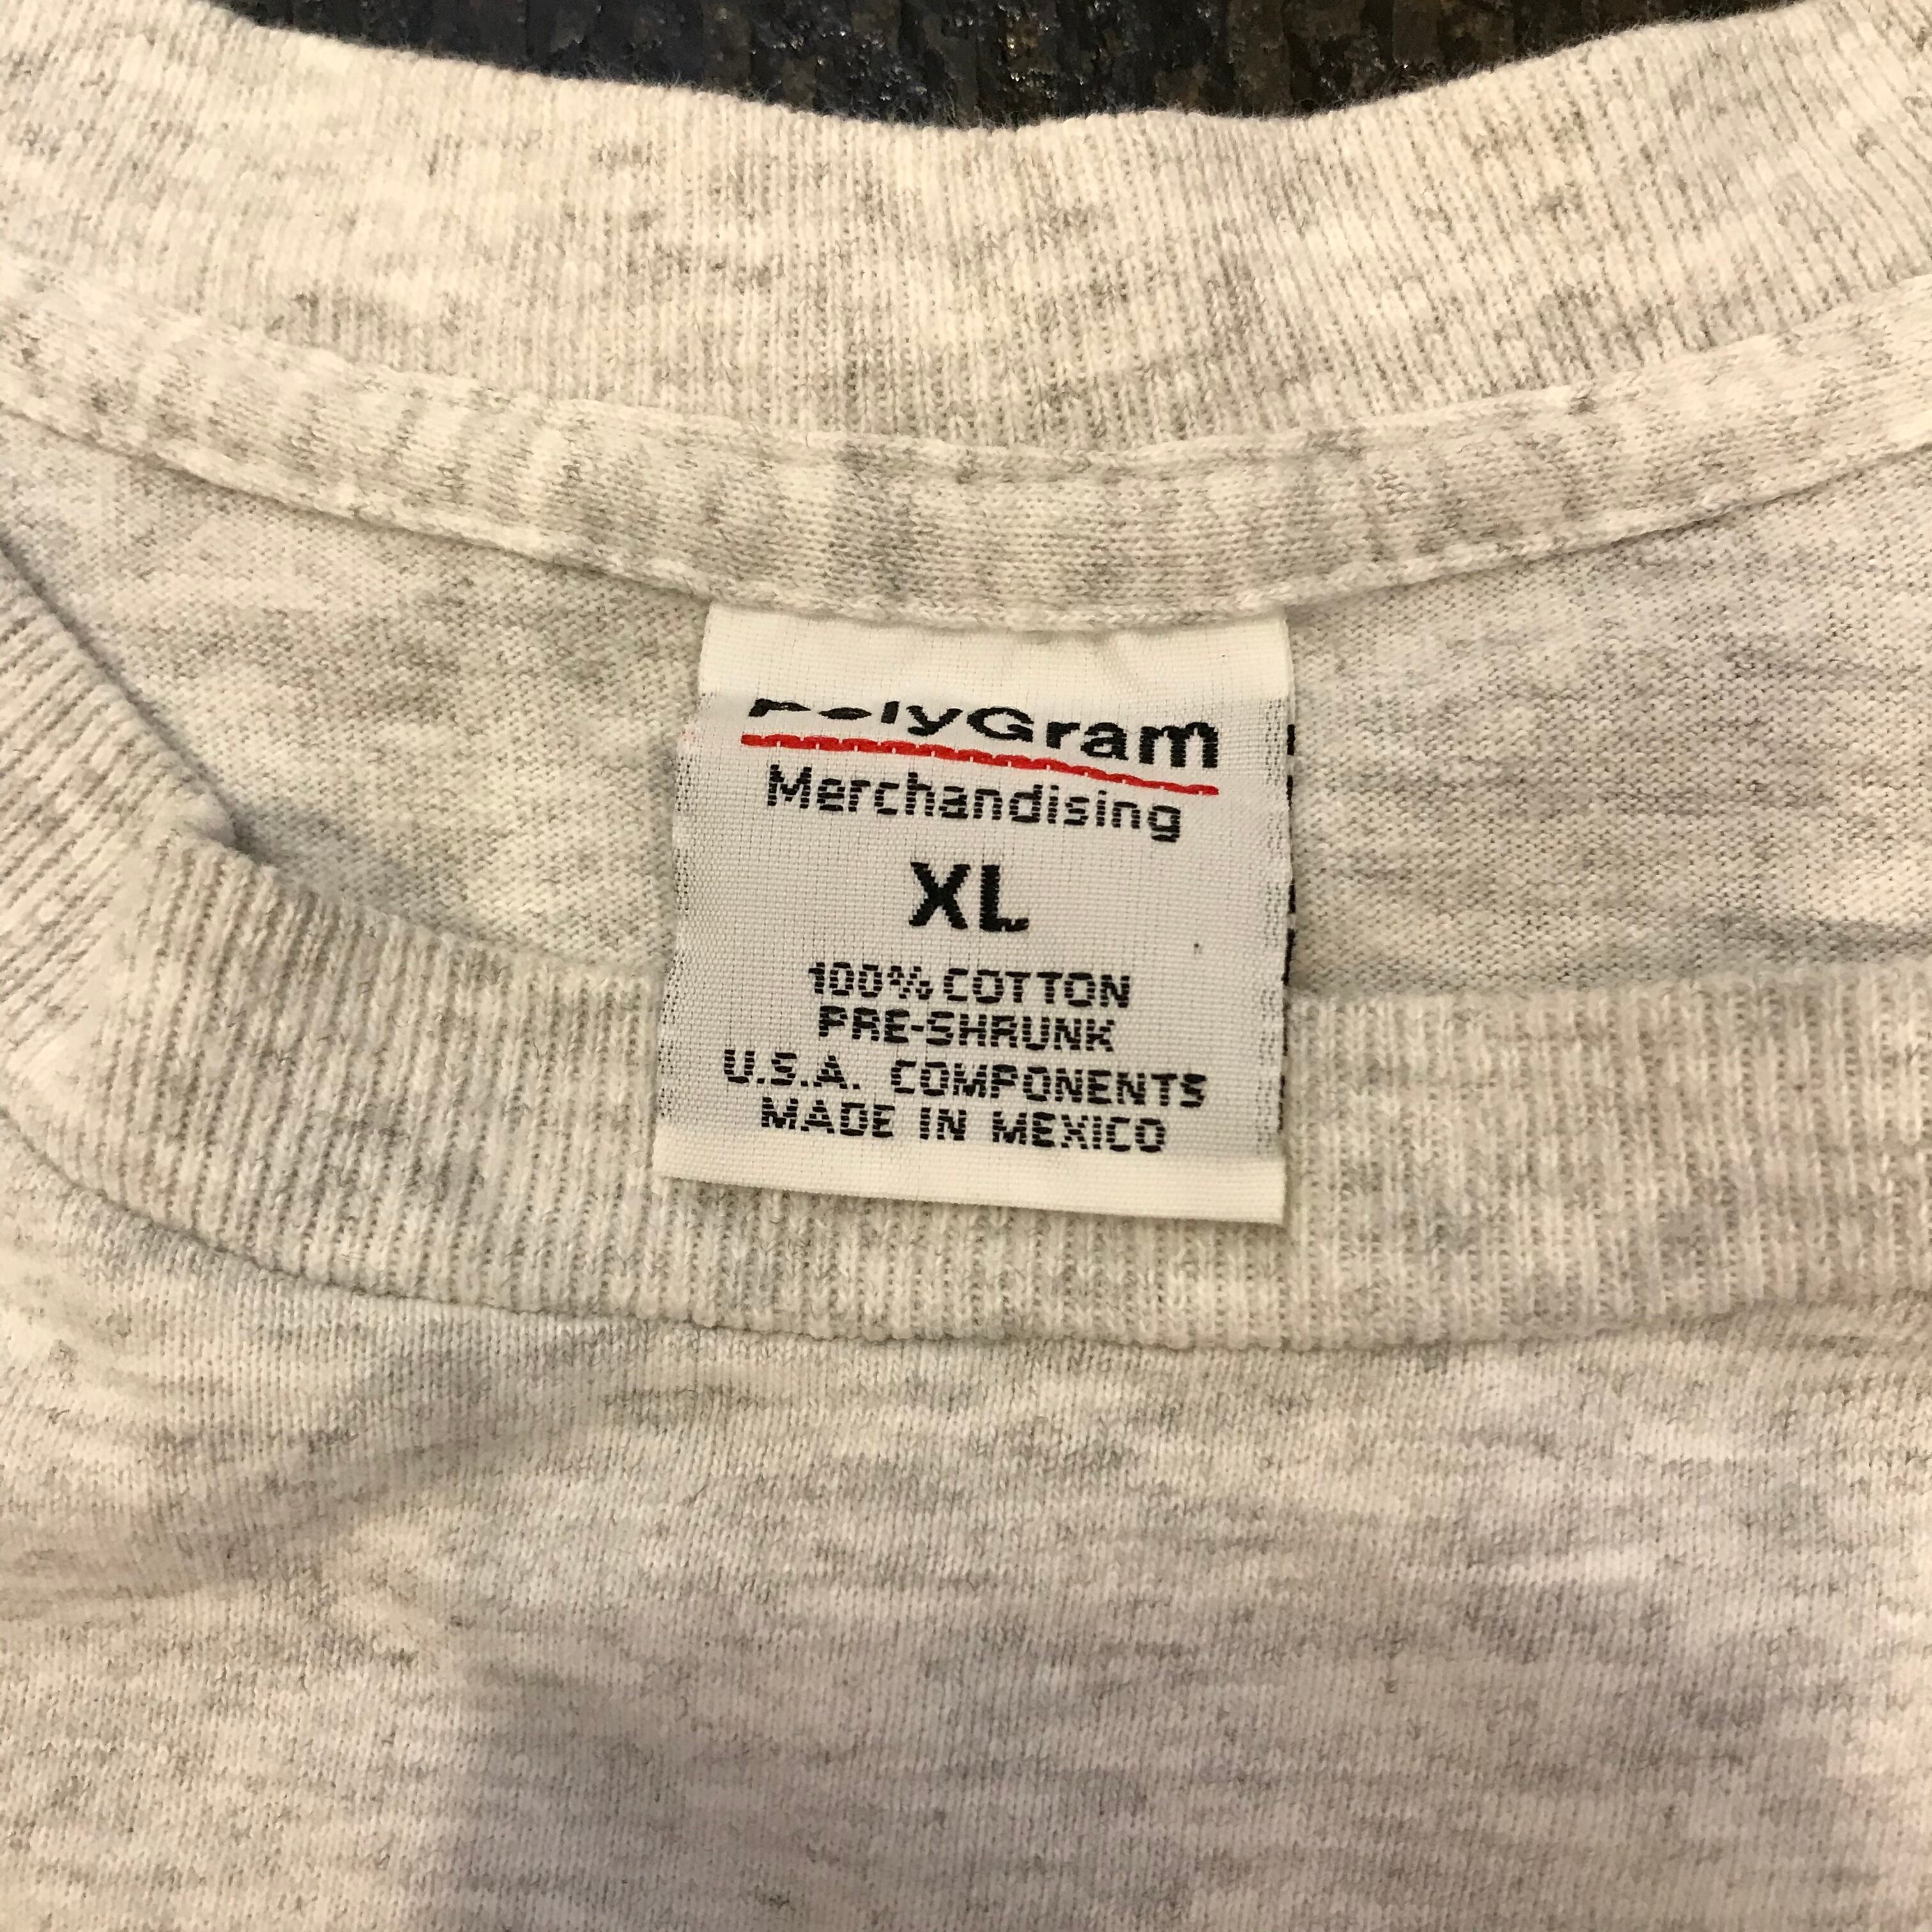 PolyGram
Merchandising
XL
100% COTTON
PRE-SHRUNK
U.S.A. COMPONENTS
MADE IN MEXICO